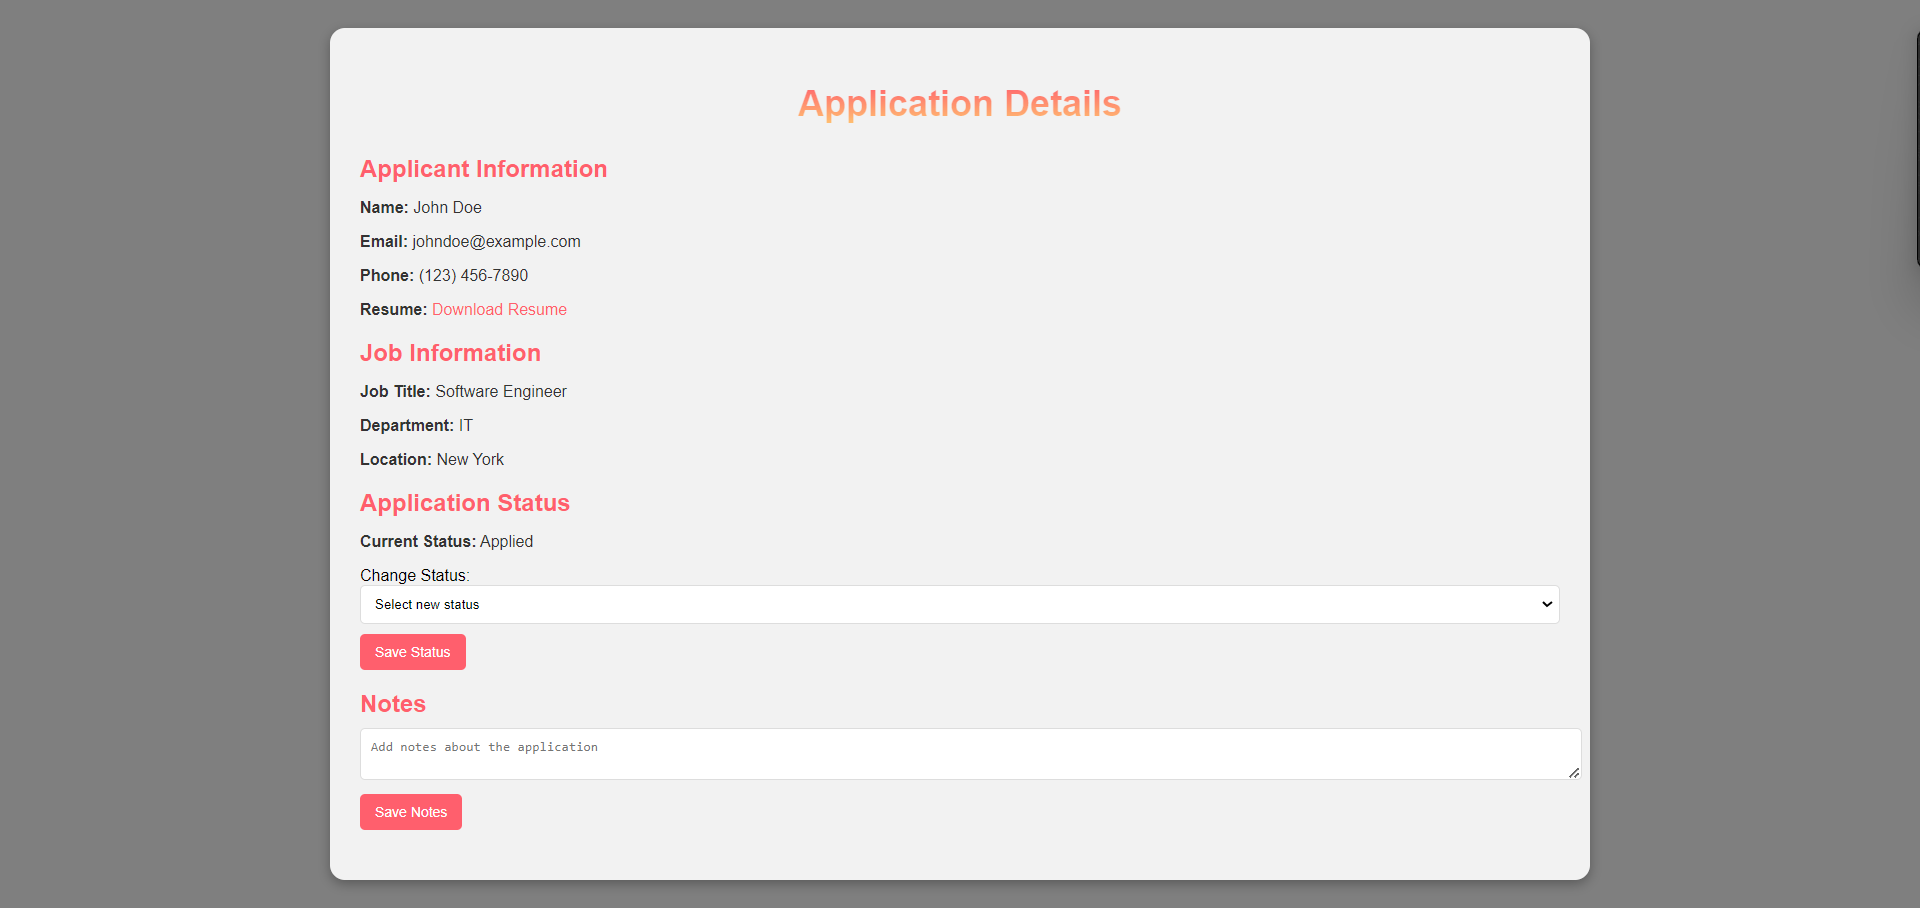 Application Details
Applicant Information
Name: John Doe
Email: johndoe@example.com
Phone: (123) 456-7890
Resume: Download Resume
Job Information
Job Title: Software Engineer
Department: IT
Location: New York
Application Status
Current Status: Applied
Change Status:
Select new status
Save Status
Notes
Add notes about the application
Save Notes